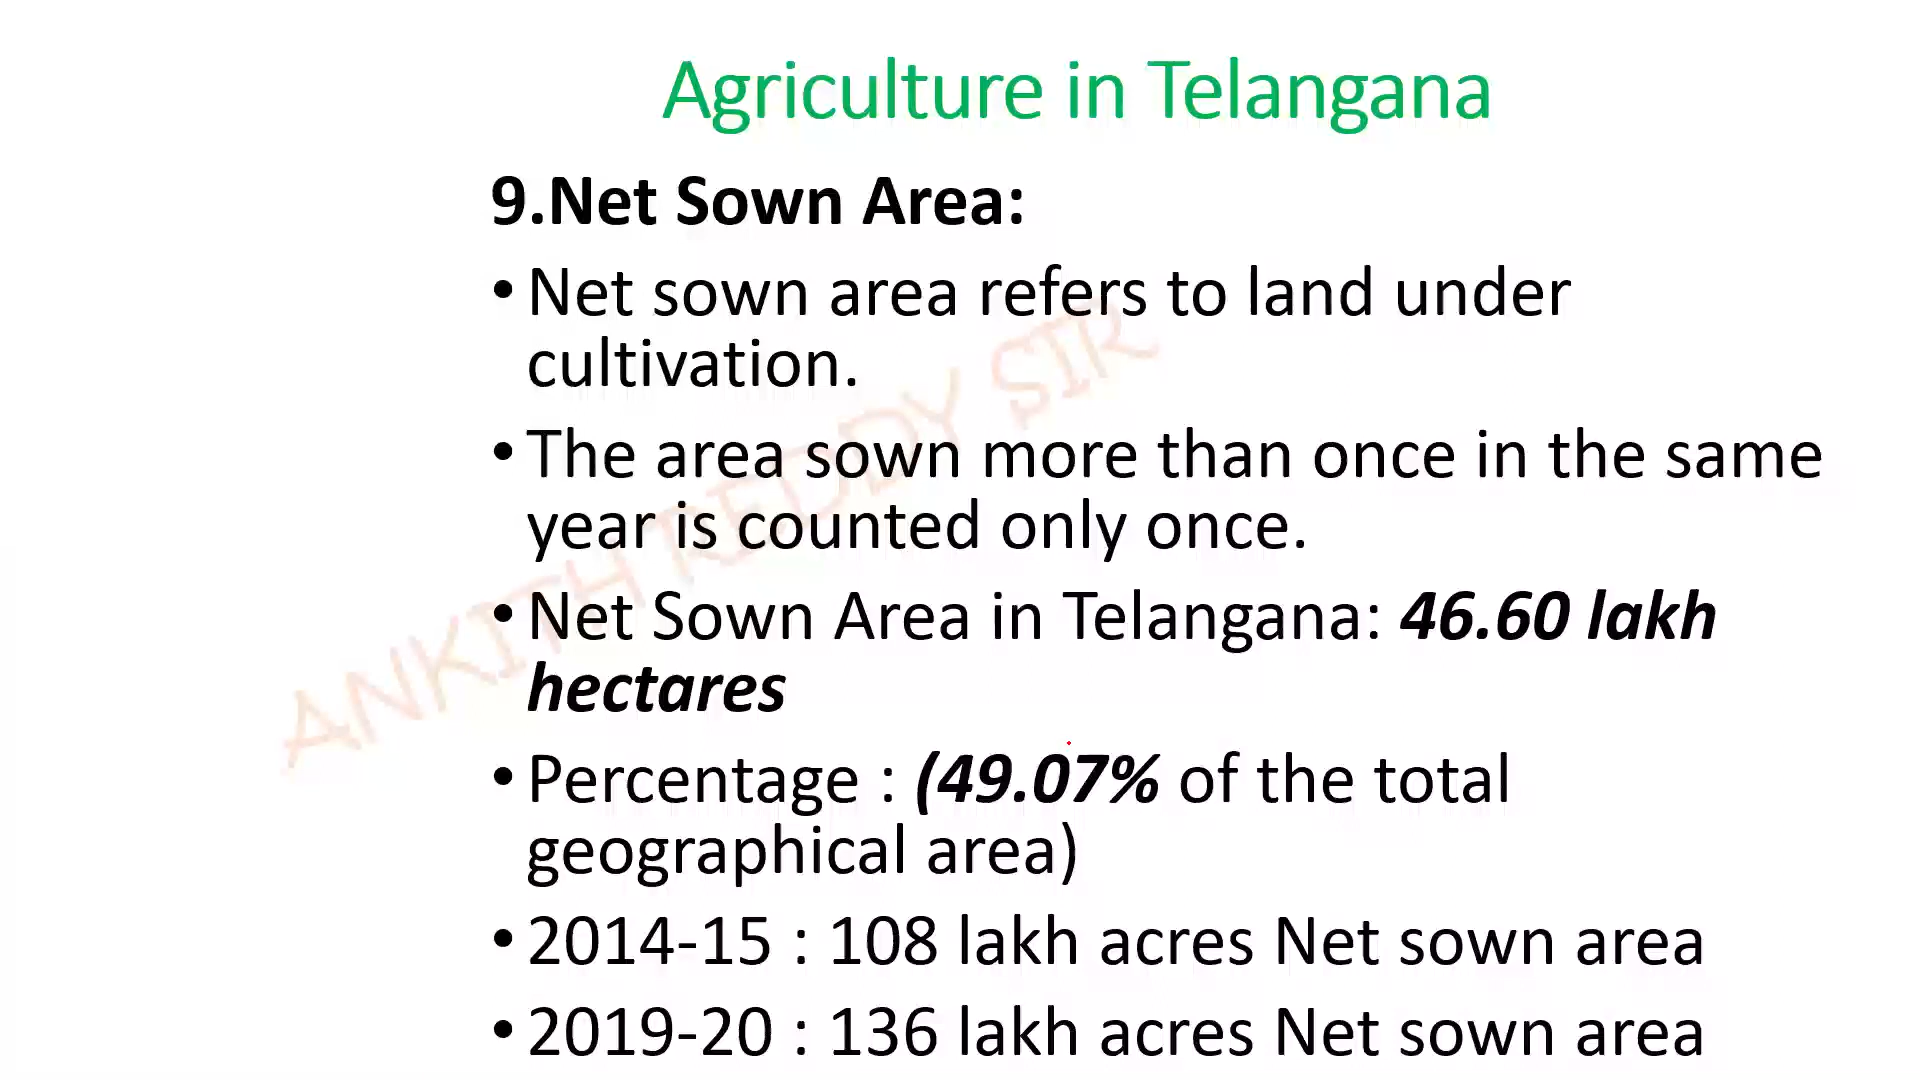 Agriculture in Telangana
9.Net Sown Area:
•Net sown area refers to land under
cultivation.
•The area sown more than once in the same
year is counted only once.
•Net Sown Area in Telangana: 46.60 lakh
hectares
•Percentage : (49.07% of the total
geographical area)
•2014-15 : 108 lakh acres Net sown area
•2019-20 : 136 lakh acres Net sown area
ANKITH REDDY SIR